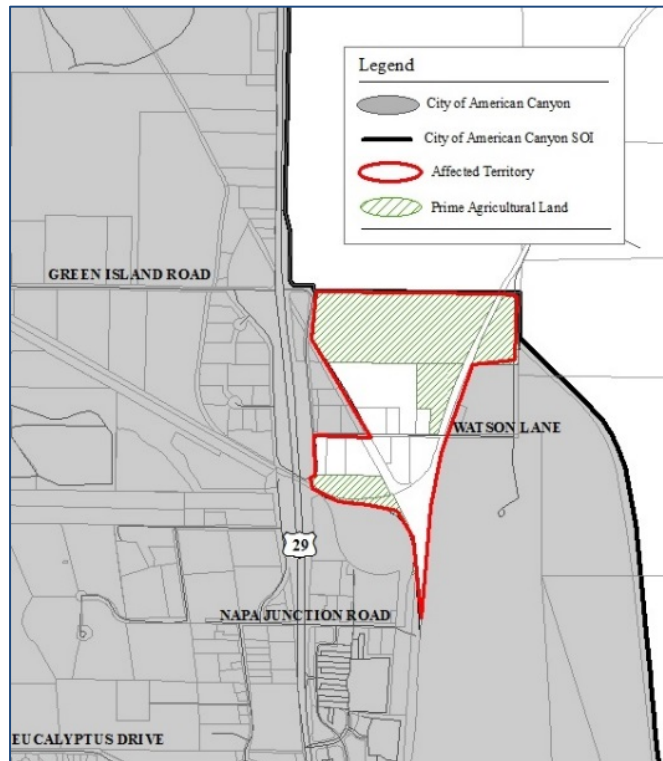 Legend
City of American Canyon
City of American Canyon SOI
Affected Territory
Prime Agricultural Land
GREEN ISLAND ROAD
WATSON LANE
29
NAPA JUNCTION ROAD
EUCALYPTUS DRIVE